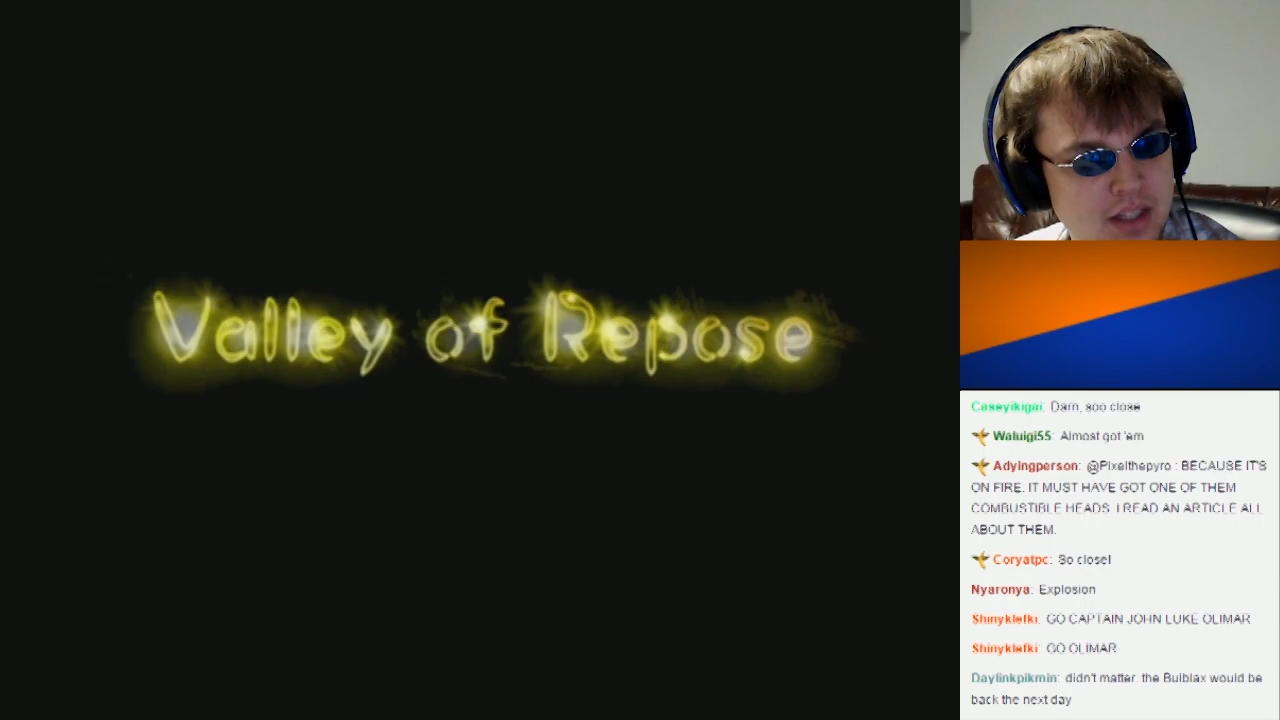 Valley of Repose
Caseyikigai: Darn, soo close
Waluigi55: Almost got 'em
Adyingperson: @Pixelthepyro : BECAUSE IT'S
ON FIRE. IT MUST HAVE GOT ONE OF THEM
COMBUSTIBLE HEADS. I READ AN ARTICLE ALL
ABOUT THEM.
Coryatpc: So close!
Nyaronya: Explosion
Shinyklefki: GO CAPTAIN JOHN LUKE OLIMAR
Shinyklefki: GO OLIMAR
Daylinkpikmin: didn't matter. the Bulblax would be
back the next day